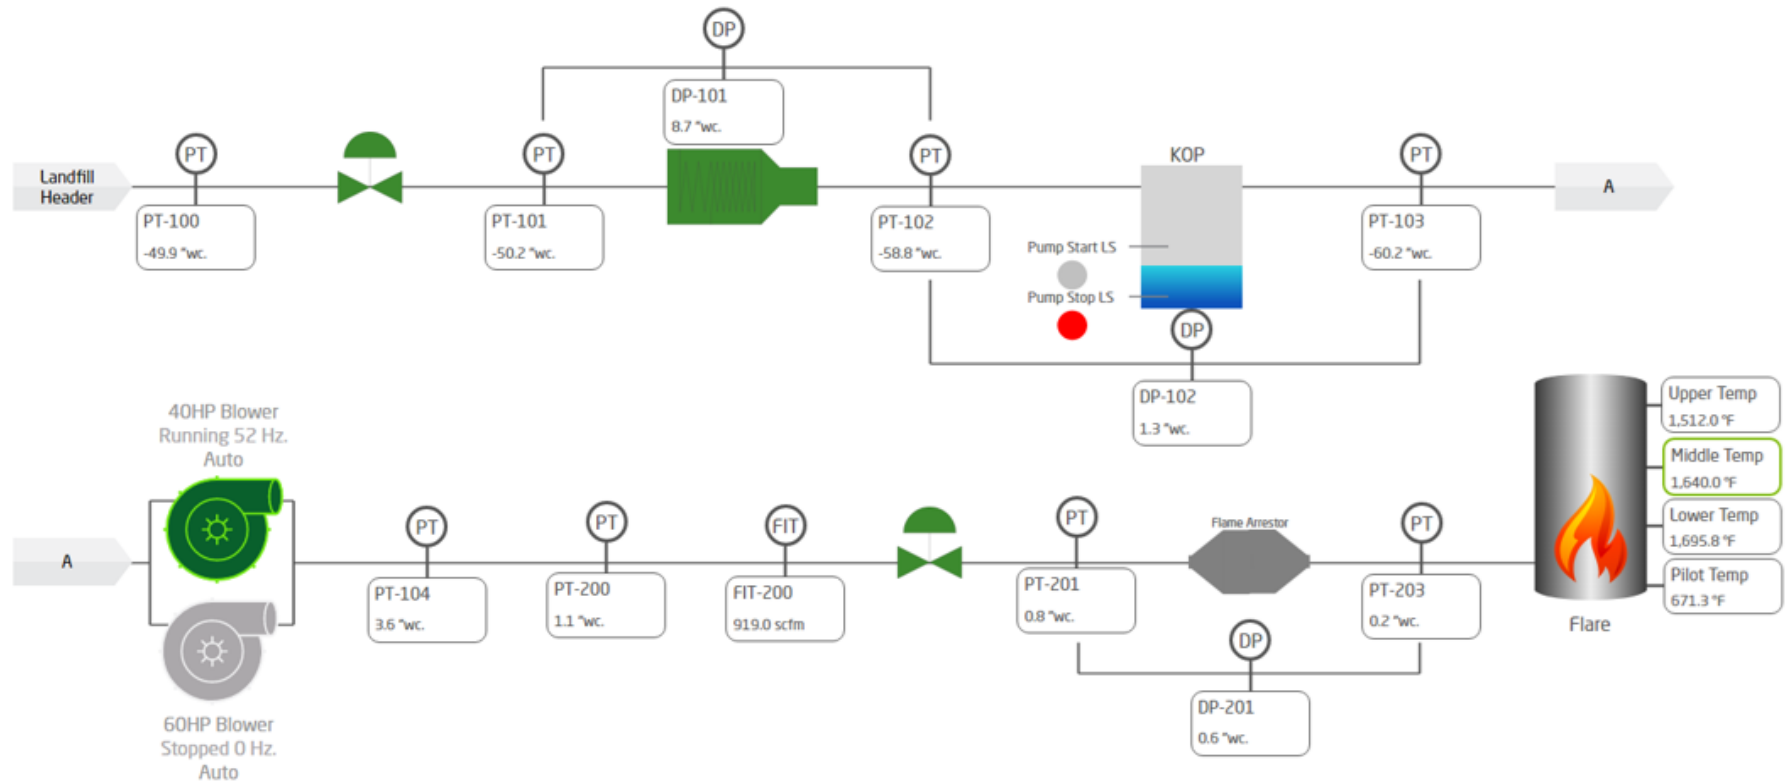 DP
DP-101
8.7 "wc.
Landfill
Header
PT
PT-100
-49.9 "wc.
PT
PT-101
-50.2 "wc.
PT
PT-102
-58.8 "wc.
KOP
Pump Start LS
Pump Stop LS
DP
DP-102
1.3 "wc.
PT
PT-103
-60.2 "wc.
A
40HP Blower
Running 52 Hz.
Auto
A
60HP Blower
Stopped 0 Hz.
Auto
PT
PT-104
3.6 "wc.
PT
PT-200
1.1 "wc.
FIT
FIT-200
919.0 scfm
PT
PT-201
0.8 "wc.
Flame Arrestor
DP
DP-201
0.6 "wc.
PT
PT-203
0.2 "wc.
Flare
Upper Temp
1,512.0 °F
Middle Temp
1,640.0 °F
Lower Temp
1,695.8 °F
Pilot Temp
671.3 °F